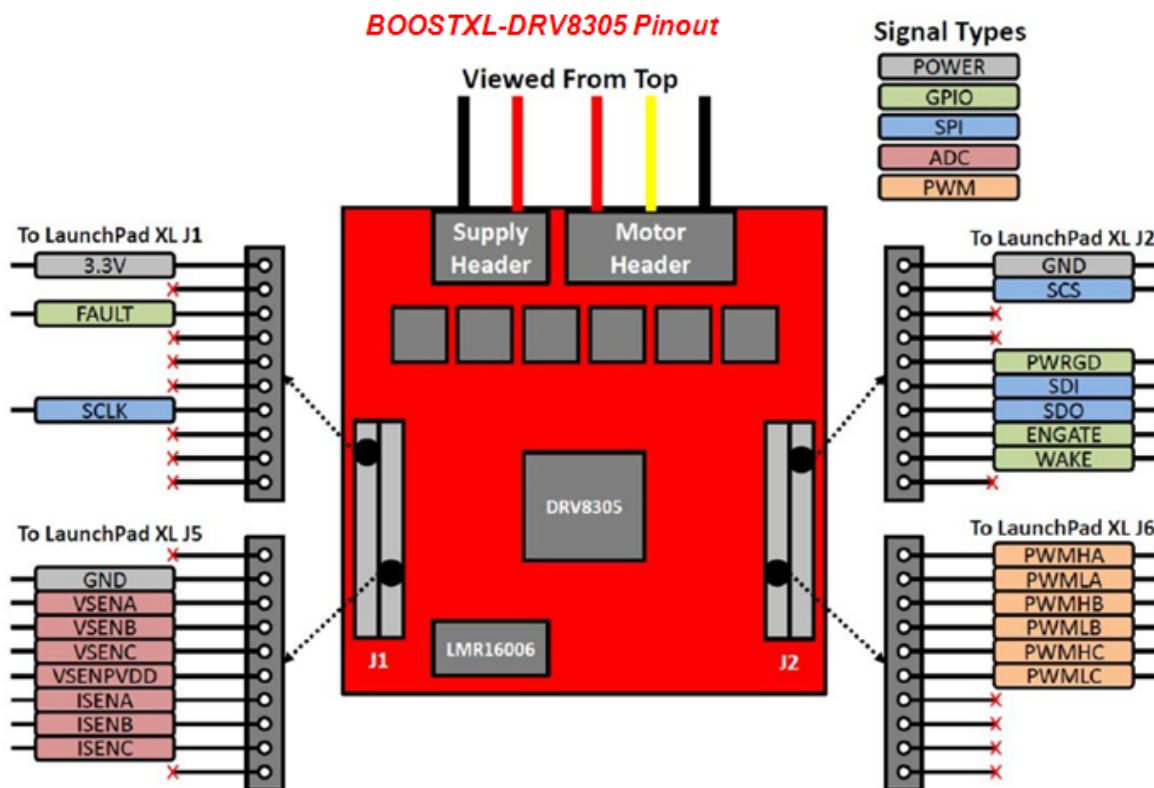 BOOSTXL-DRV8305 Pinout
Viewed From Top
Signal Types
POWER
GPIO
SPI
ADC
PWM
Supply
Header
Motor
Header
To LaunchPad XL J1
3.3V
FAULT
SCLK
To LaunchPad XL J5
GND
VSENA
VSENB
VSENC
VSENPVDD
ISENA
ISENB
ISENC
DRV8305
LMR16006
J1
J2
To LaunchPad XL J2
GND
SCS
PWRGD
SDI
SDO
ENGATE
WAKE
To LaunchPad XL J6
PWMHA
PWMLA
PWMHB
PWMLB
PWMHC
PWMLC